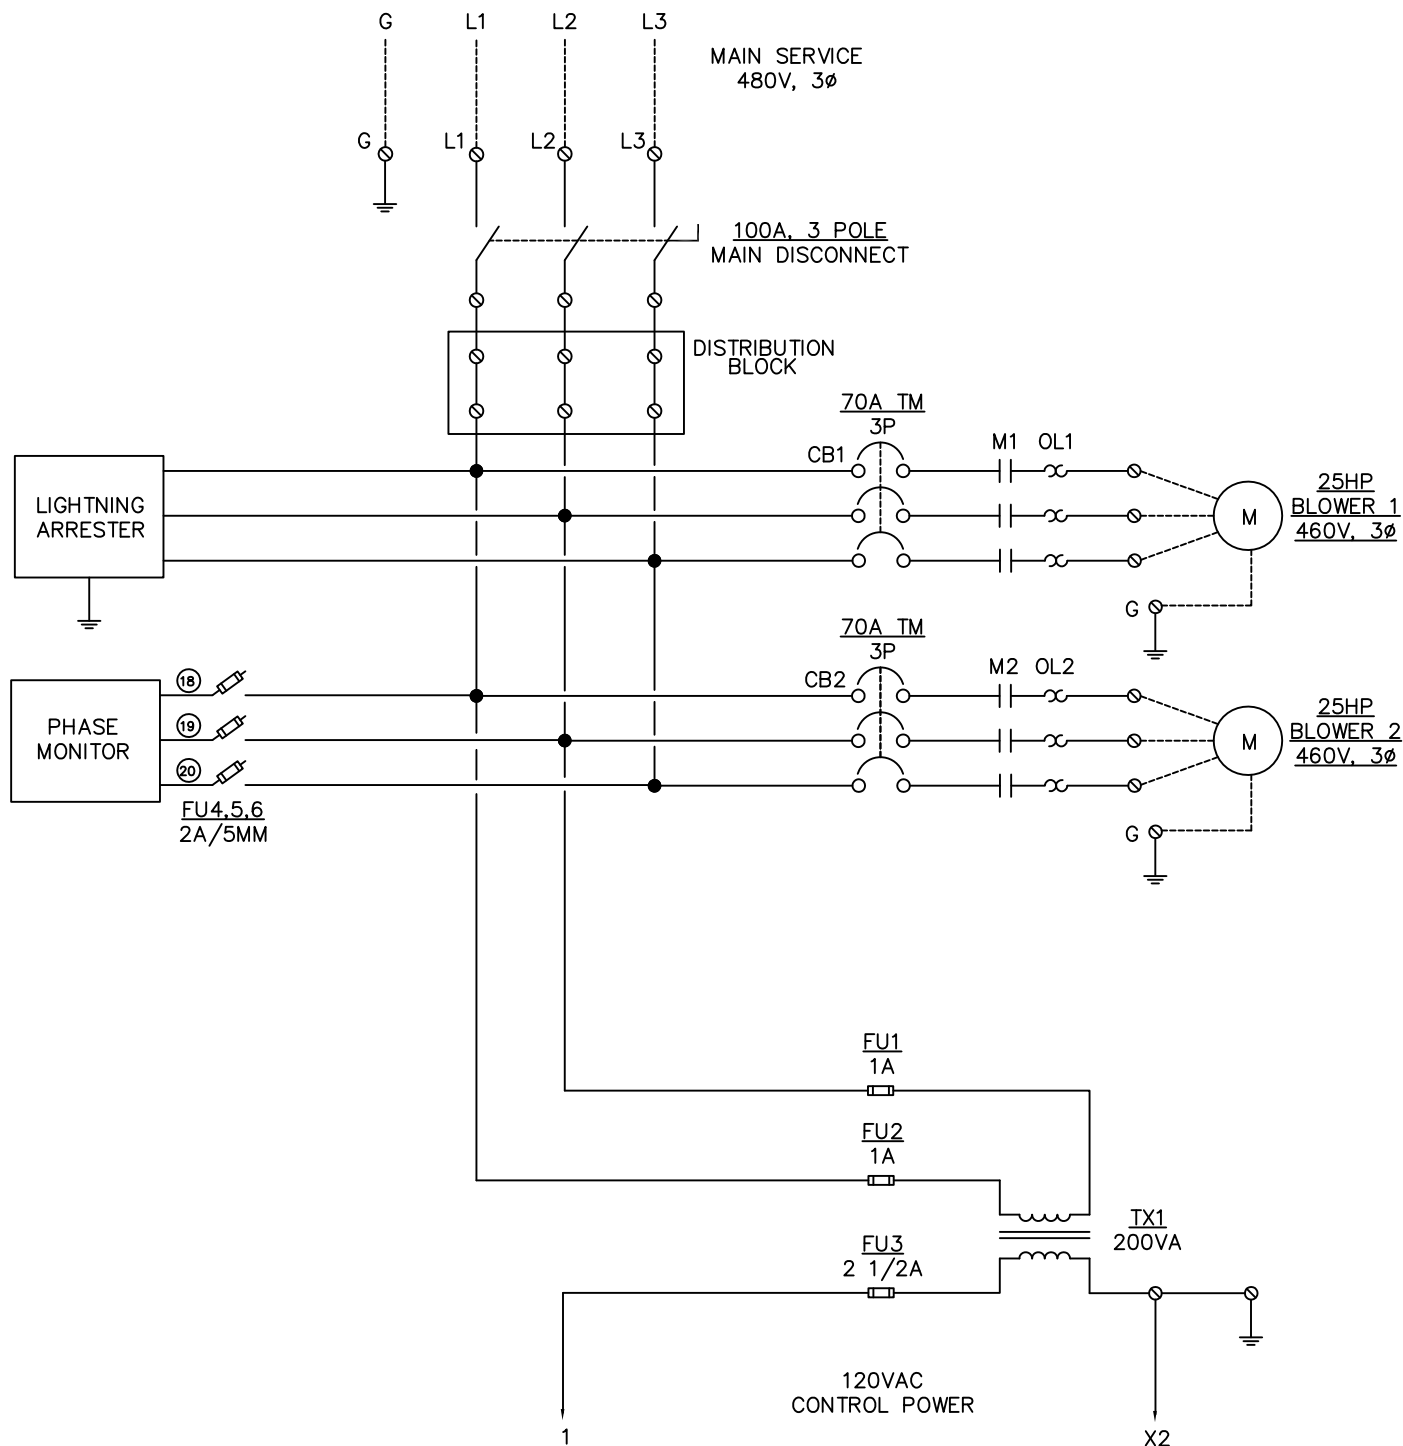 G L1 L2 L3
MAIN SERVICE
480V, 3ø
G L1 L2 L3
100A, 3 POLE
MAIN DISCONNECT
DISTRIBUTION
BLOCK
70A TM
3P
CB1 M1 OL1
LIGHTNING
ARRESTER
M
25HP
BLOWER 1
460V, 3ø
G
70A TM
3P
CB2 M2 OL2
18
19
20
PHASE
MONITOR
FU4,5,6
2A/5MM
M
25HP
BLOWER 2
460V, 3ø
G
FU1
1A
FU2
1A
TX1
200VA
FU3
2 1/2A
120VAC
CONTROL POWER
1
X2